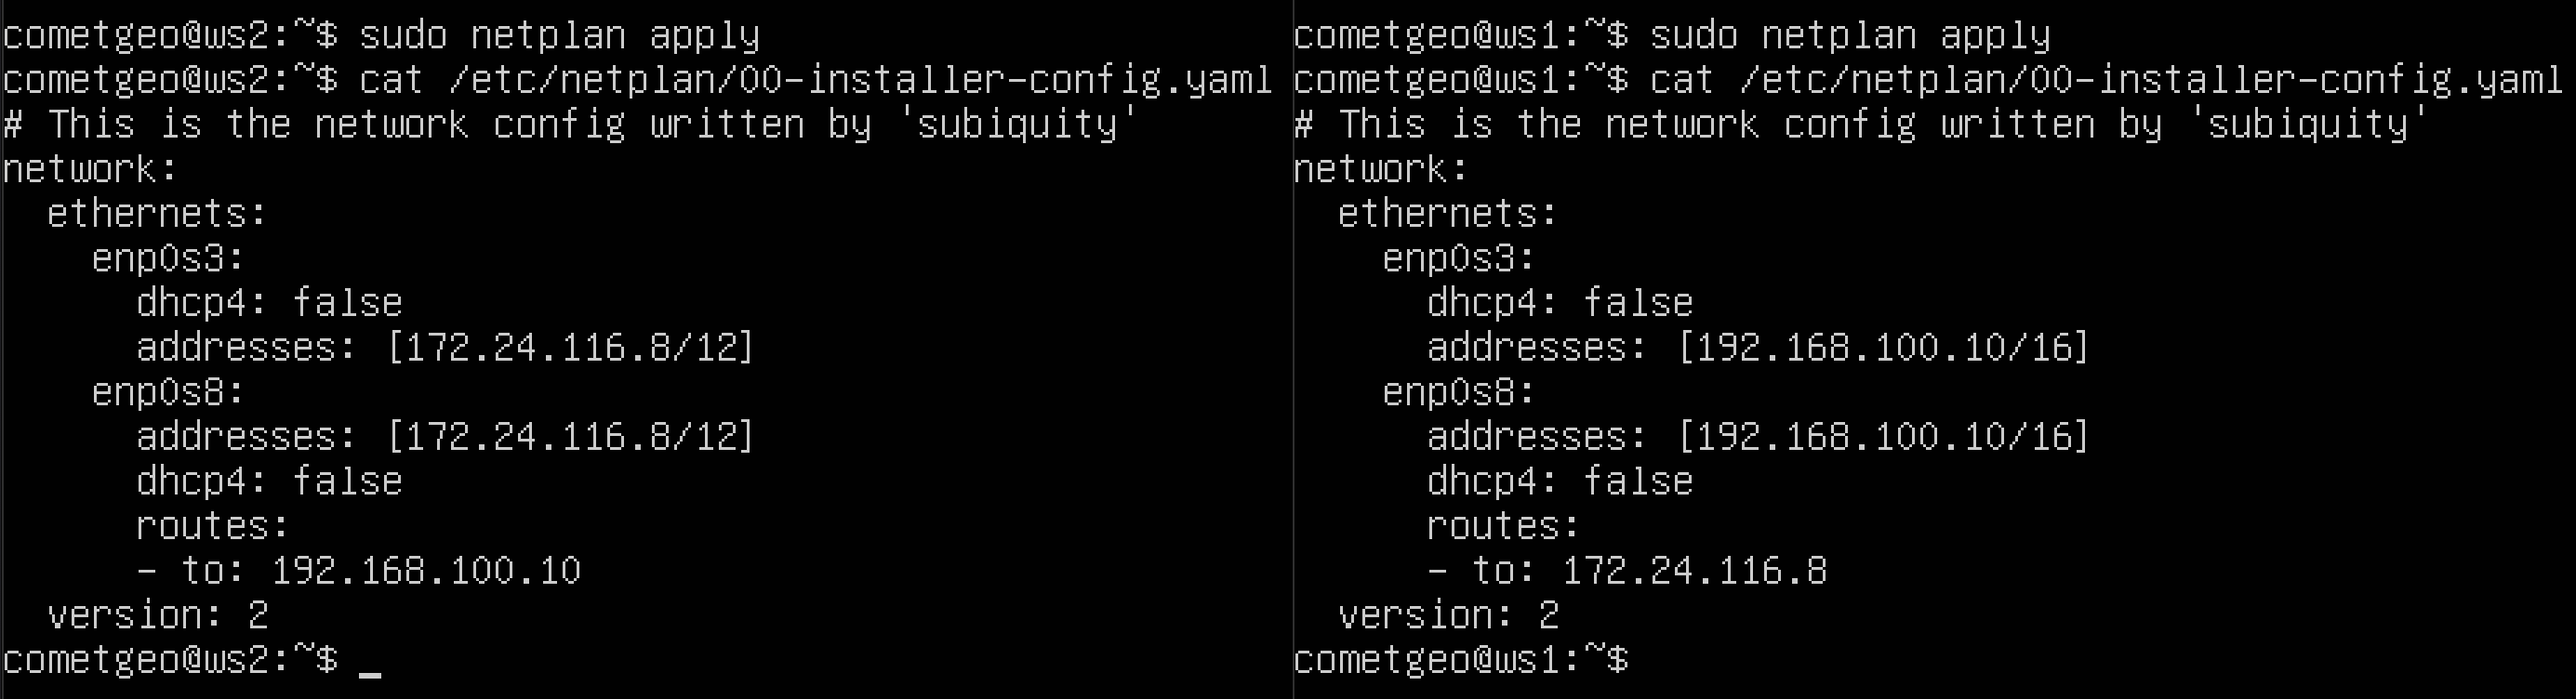 cometgeo@ws2:~$ sudo netplan apply
cometgeo@ws2:~$ cat /etc/netplan/00-installer-config.yaml
# This is the network config written by 'subiquity'
network:
  ethernets:
    enp0s3:
      dhcp4: false
      addresses: [172.24.116.8/12]
    enp0s8:
      addresses: [172.24.116.8/12]
      dhcp4: false
      routes:
      - to: 192.168.100.10
  version: 2
cometgeo@ws2:~$ _
cometgeo@ws1:~$ sudo netplan apply
cometgeo@ws1:~$ cat /etc/netplan/00-installer-config.yaml
# This is the network config written by 'subiquity'
network:
  ethernets:
    enp0s3:
      dhcp4: false
      addresses: [192.168.100.10/16]
    enp0s8:
      addresses: [192.168.100.10/16]
      dhcp4: false
      routes:
      - to: 172.24.116.8
  version: 2
cometgeo@ws1:~$